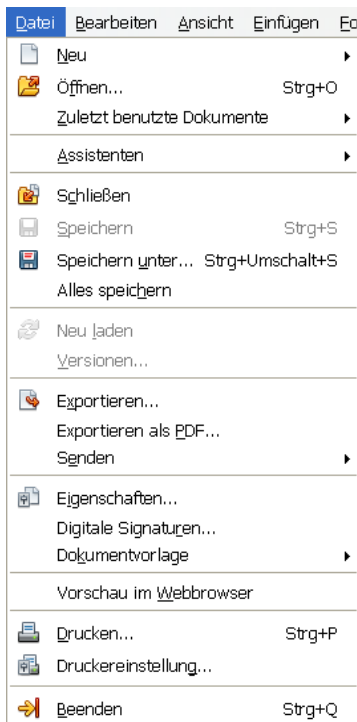 Datei Bearbeiten Ansicht Einfügen Fo
Neu
Öffnen... Strg+O
Zuletzt benutzte Dokumente
Assistenten
Schließen
Speichern Strg+S
Speichern unter... Strg+Umschalt+S
Alles speichern
Neu laden
Versionen...
Exportieren...
Exportieren als PDF...
Senden
Eigenschaften...
Digitale Signaturen...
Dokumentvorlage
Vorschau im Webbrowser
Drucken... Strg+P
Druckereinstellung...
Beenden Strg+Q